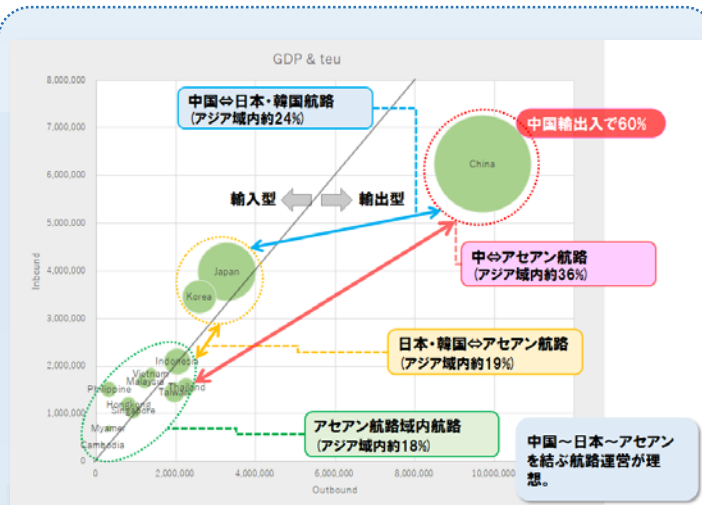 GDP & teu
8,000,000
7,000,000
6,000,000
5,000,000
4,000,000
3,000,000
2,000,000
1,000,000
0
Inbound
中国⇔日本・韓国航路
(アジア域内約24%)
中国輸出入で60%
China
輸入型
輸出型
Japan
Korea
中⇔アセアン航路
(アジア域内約36%)
日本・韓国⇔アセアン航路
(アジア域内約19%)
Indonesia
Vietnam
Malaysia
Philippine
Thailand
Taiwan
Hongkong
Singapore
Myamer
Cambodia
アセアン航路域内航路
(アジア域内約18%)
中国～日本～アセアン
を結ぶ航路運営が理
想。
0
2,000,000
4,000,000
6,000,000
8,000,000
Outbound